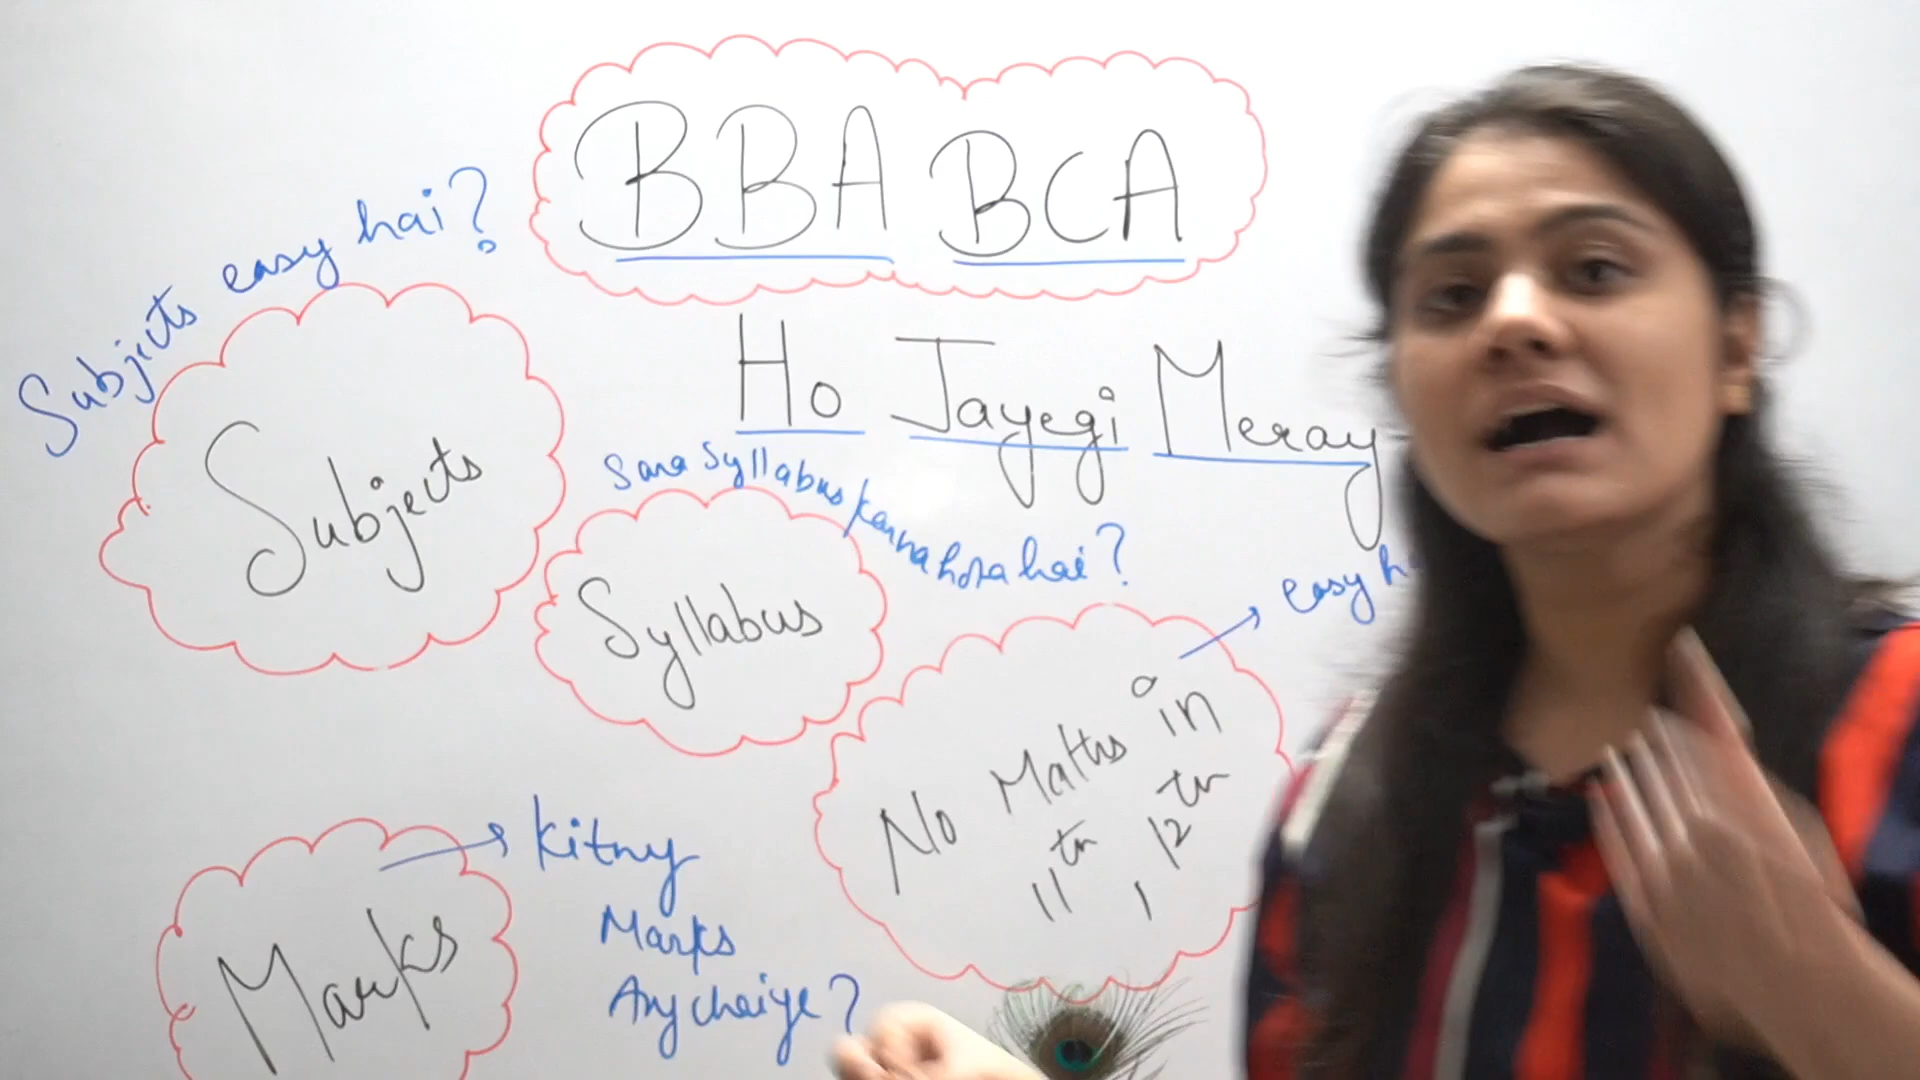 BBA BCA
Ho Jayegi Meray
Subjects easy hai?
Subjects
Sara Syllabus karna hota hai?
Syllabus
easy h
No Maths in
11th, 12th
Marks
Kitny
Marks
Any chaiye?